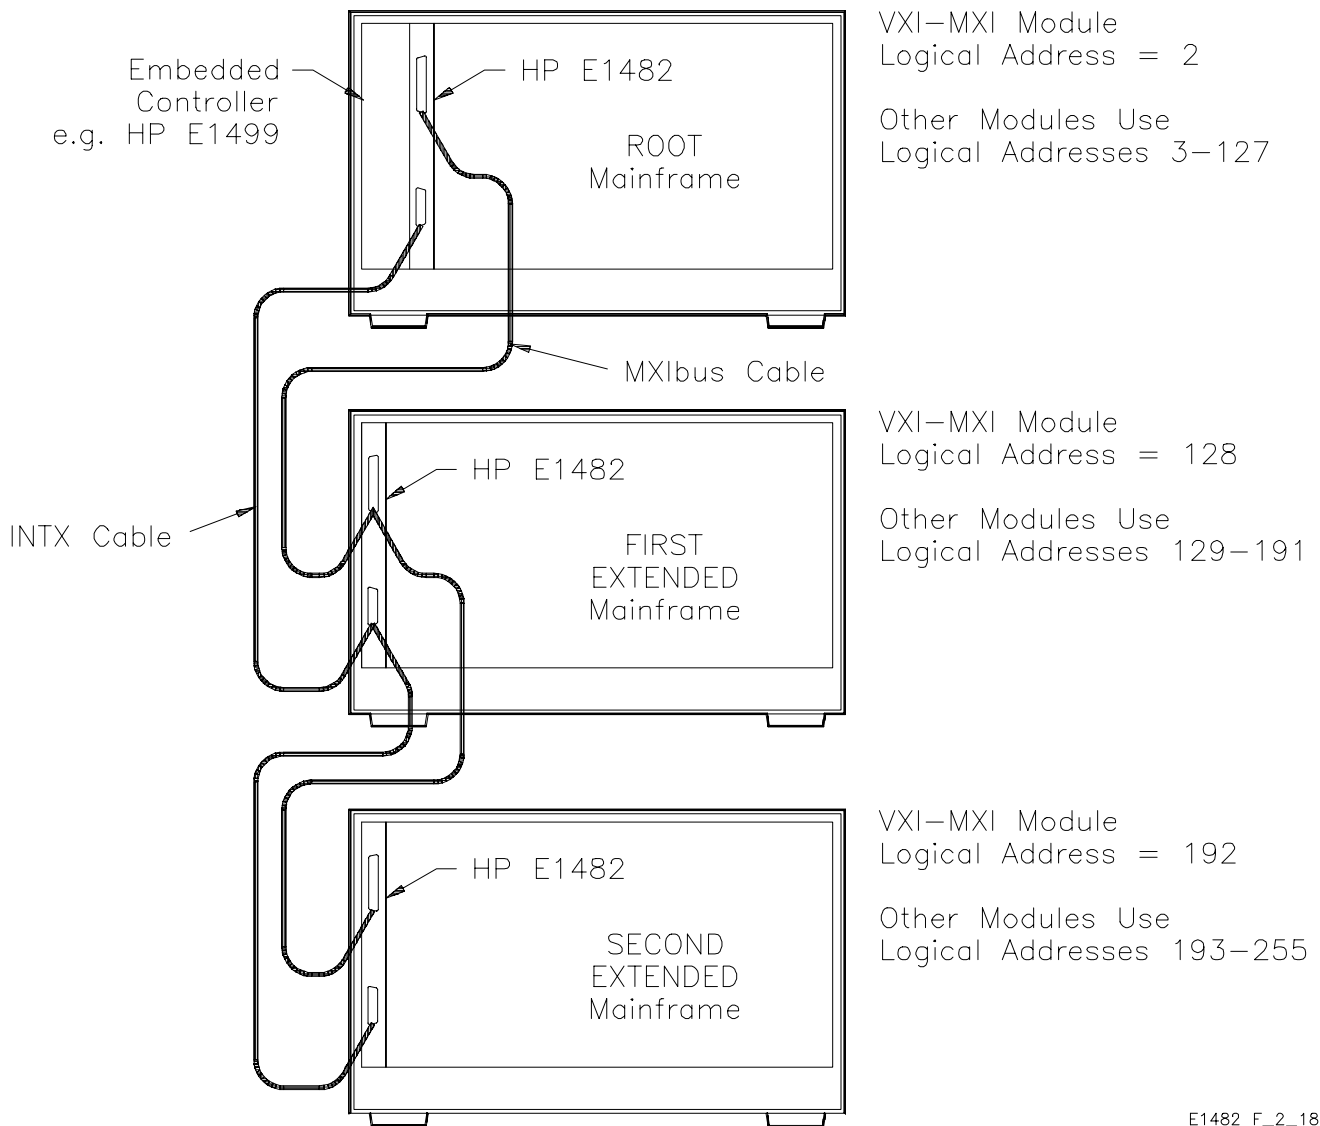 VXI–MXI Module
Logical Address = 2
Other Modules Use
Logical Addresses 3–127
Embedded
Controller
e.g. HP E1499
HP E1482
ROOT
Mainframe
MXIbus Cable
VXI–MXI Module
Logical Address = 128
Other Modules Use
Logical Addresses 129–191
HP E1482
INTX Cable
FIRST
EXTENDED
Mainframe
VXI–MXI Module
Logical Address = 192
Other Modules Use
Logical Addresses 193–255
HP E1482
SECOND
EXTENDED
Mainframe
E1482 F_2_18